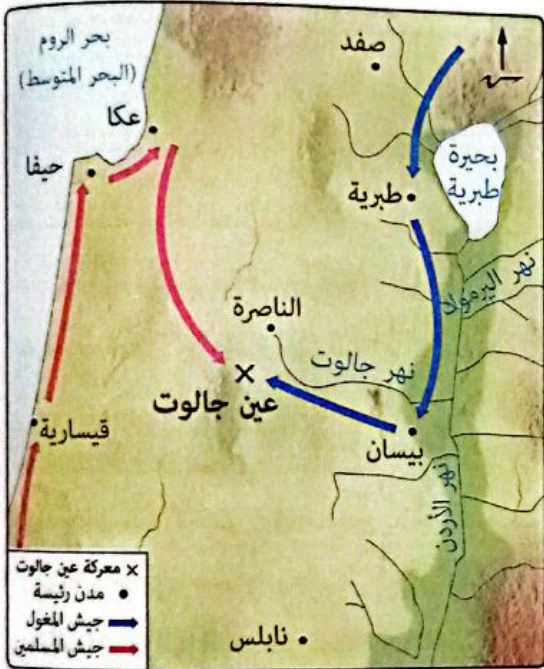 بحر الروم
(البحر المتوسط)
صفد
عكا
حيفا
بحيرة
طبرية
طبرية
نهر اليرموك
الناصرة
نهر جالوت
عين جالوت
قيسارية
بيسان
نهر الأردن
نابلس
معركة عين جالوت
مدن رئيسة
جيش المغول
جيش المسلمين